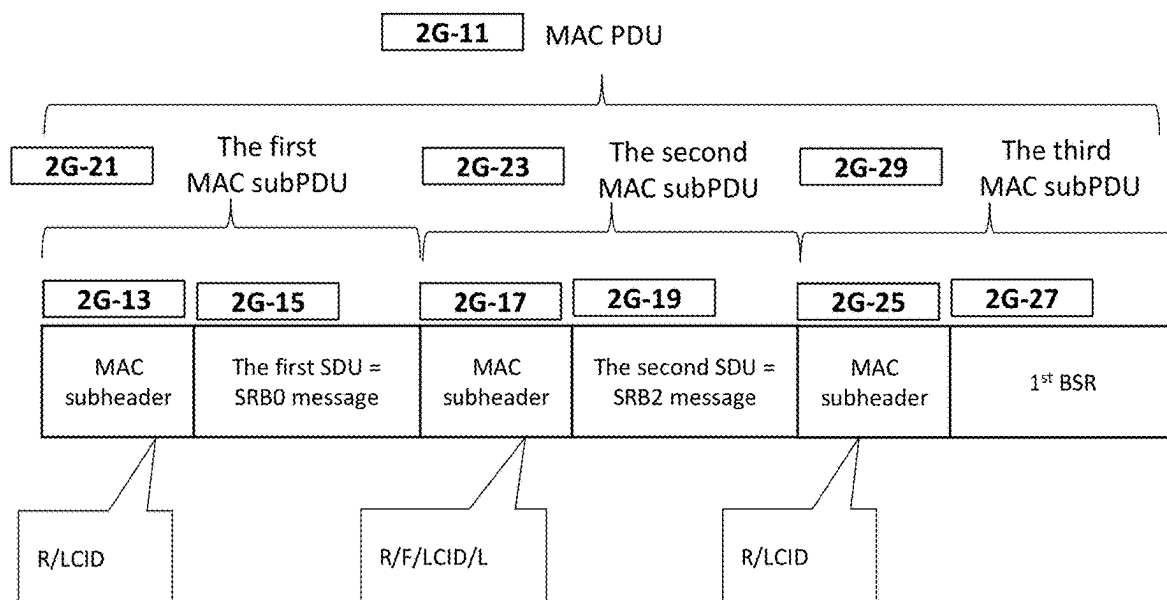 2G-11 MAC PDU
2G-21 The first MAC subPDU
2G-23 The second MAC subPDU
2G-29 The third MAC subPDU
2G-13 2G-15 2G-17 2G-19 2G-25 2G-27
MAC subheader
The first SDU = SRB0 message
MAC subheader
The second SDU = SRB2 message
MAC subheader
1st BSR
R/LCID
R/F/LCID/L
R/LCID